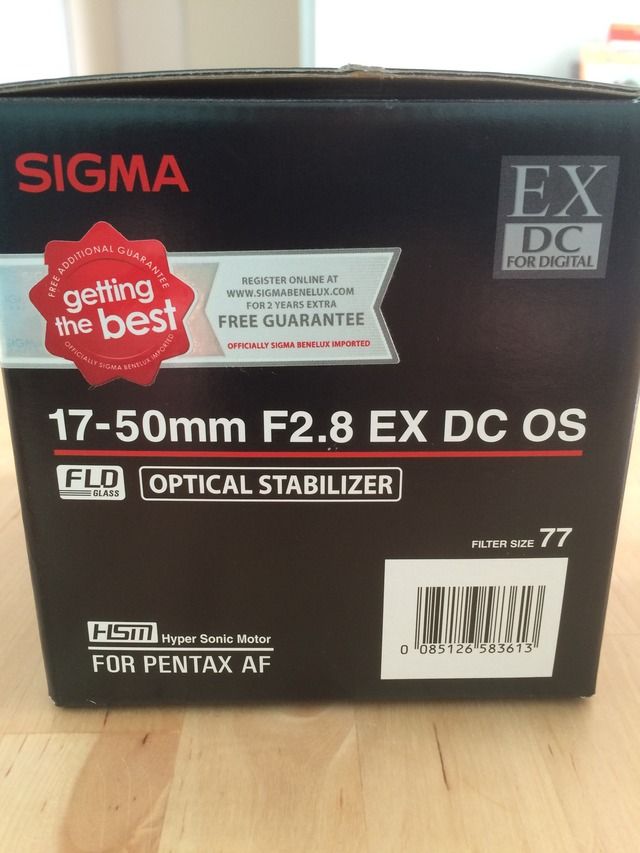 SIGMA
EX
DC
FOR DIGITAL
FREE ADDITIONAL GUARANTEE
getting
the best
OFFICIALLY SIGMA BENELUX IMPORTED
REGISTER ONLINE AT
WWW.SIGMABENELUX.COM
FOR 2 YEARS EXTRA
FREE GUARANTEE
OFFICIALLY SIGMA BENELUX IMPORTED
17-50mm F2.8 EX DC OS
FLD
GLASS
OPTICAL STABILIZER
FILTER SIZE 77
0 085126 583613
HSM Hyper Sonic Motor
FOR PENTAX AF